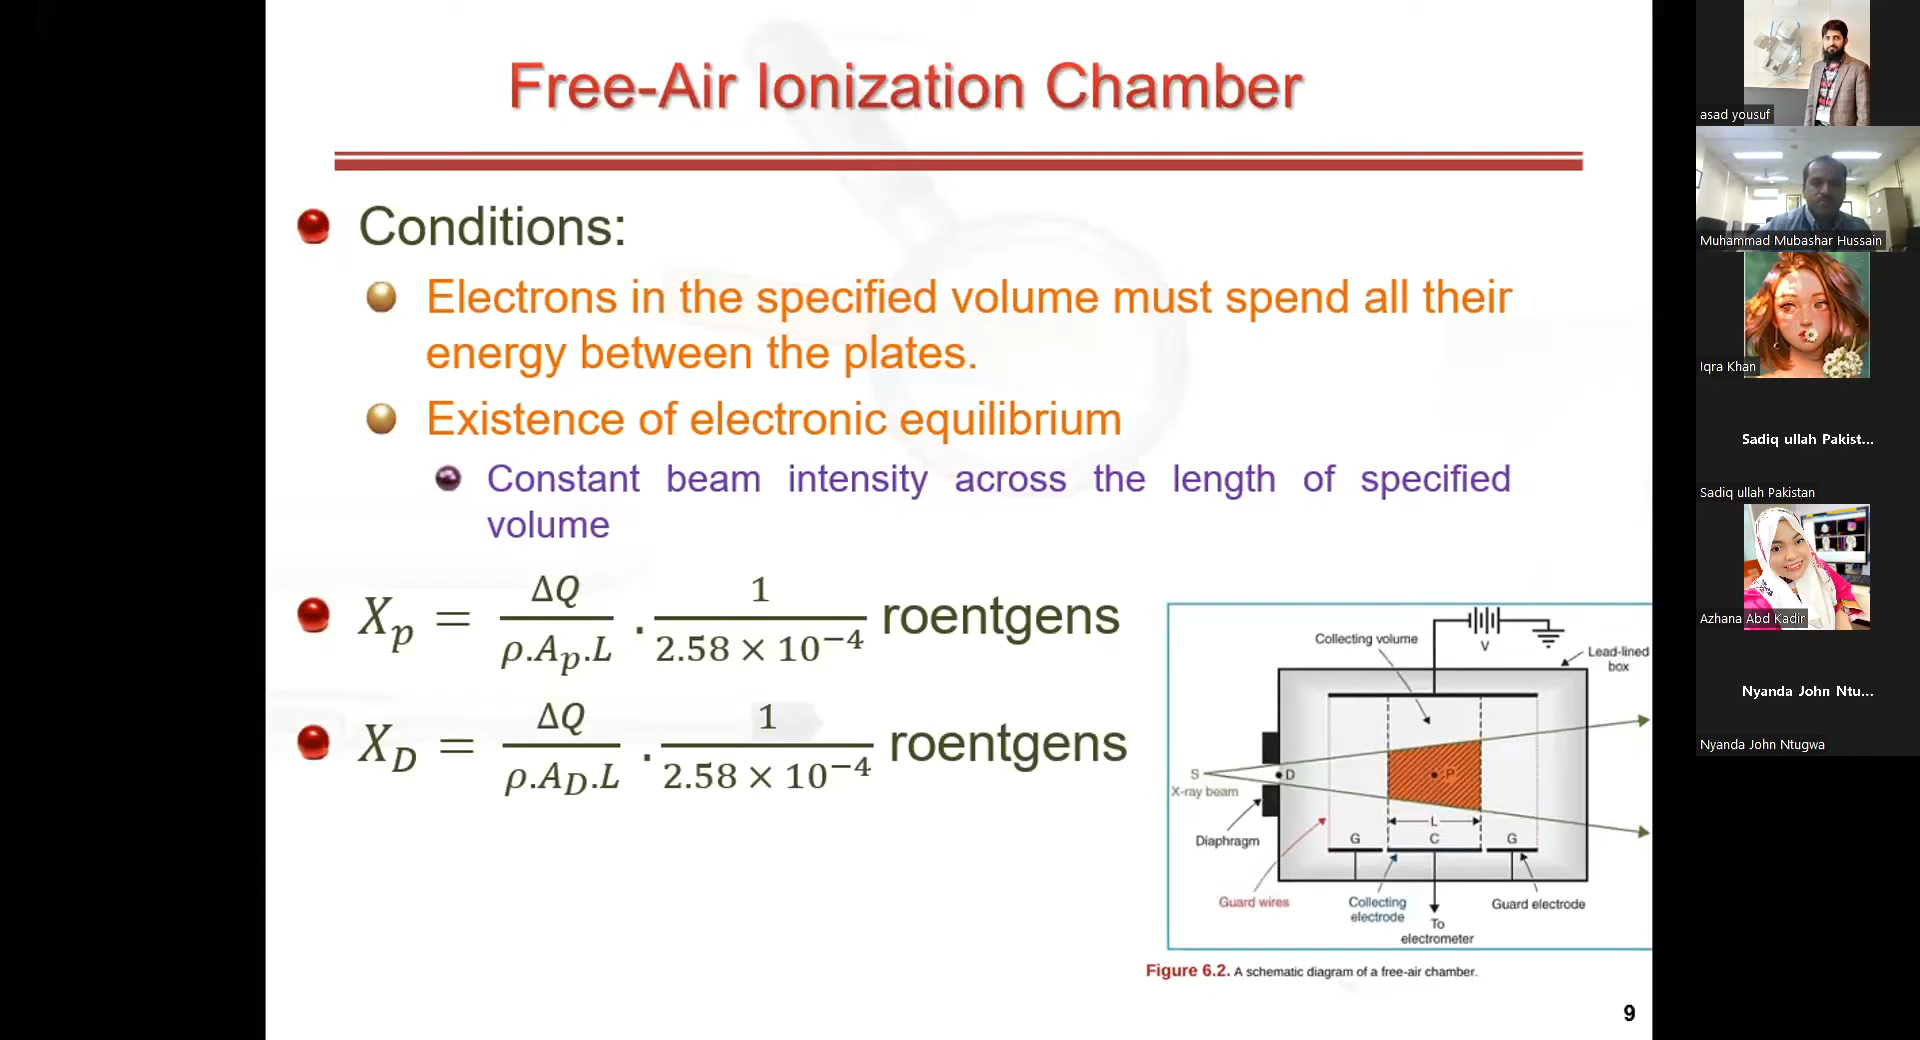 Free-Air Ionization Chamber
Conditions:
Electrons in the specified volume must spend all their
energy between the plates.
Existence of electronic equilibrium
Constant beam intensity across the length of specified
volume
X_p = ΔQ / ρ.A_p.L . 1 / 2.58 × 10⁻⁴ roentgens
X_D = ΔQ / ρ.A_D.L . 1 / 2.58 × 10⁻⁴ roentgens
Collecting volume
V
Lead-lined
box
S
D
P
X-ray beam
L
Diaphragm
G
C
G
Guard wires
Collecting
electrode
Guard electrode
To
electrometer
Figure 6.2. A schematic diagram of a free-air chamber.
9
asad yousuf
Muhammad Mubashar Hussain
Iqra Khan
Sadiq ullah Pakist...
Sadiq ullah Pakistan
Azhana Abd Kadir
Nyanda John Ntu...
Nyanda John Ntugwa